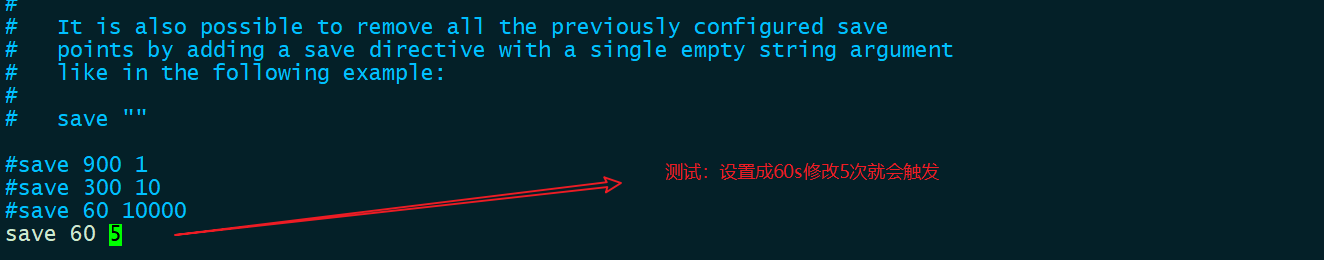 #
#   It is also possible to remove all the previously configured save
#   points by adding a save directive with a single empty string argument
#   like in the following example:
#
#   save ""
#save 900 1
#save 300 10
#save 60 10000
save 60 5
测试：设置成60s修改5次就会触发